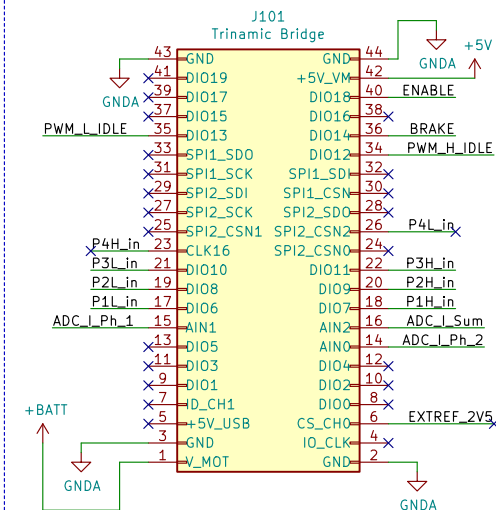 J101
Trinamic Bridge
43 GND GND 44
GNDA
+5V
41 DIO19 +5V_VM 42
GNDA
39 DIO17 DIO18 40 ENABLE
37 DIO15 DIO16 38
PWM_L_IDLE 35 DIO13 DIO14 36 BRAKE
33 SPI1_SDO DIO12 34 PWM_H_IDLE
31 SPI1_SCK SPI1_SDI 32
29 SPI2_SDI SPI1_CSN 30
27 SPI2_SCK SPI2_SDO 28
25 SPI2_CSN1 SPI2_CSN2 26 P4L_in
P4H_in 23 CLK16 SPI2_CSN0 24
P3L_in 21 DIO10 DIO11 22 P3H_in
P2L_in 19 DIO8 DIO9 20 P2H_in
P1L_in 17 DIO6 DIO7 18 P1H_in
ADC_I_Ph_1 15 AIN1 AIN2 16 ADC_I_Sum
13 DIO5 AIN0 14 ADC_I_Ph_2
11 DIO3 DIO4 12
9 DIO1 DIO2 10
7 ID_CH1 DIO0 8
+BATT
5 +5V_USB CS_CH0 6 EXTREF_2V5
3 GND IO_CLK 4
1 V_MOT GND 2
GNDA
GNDA